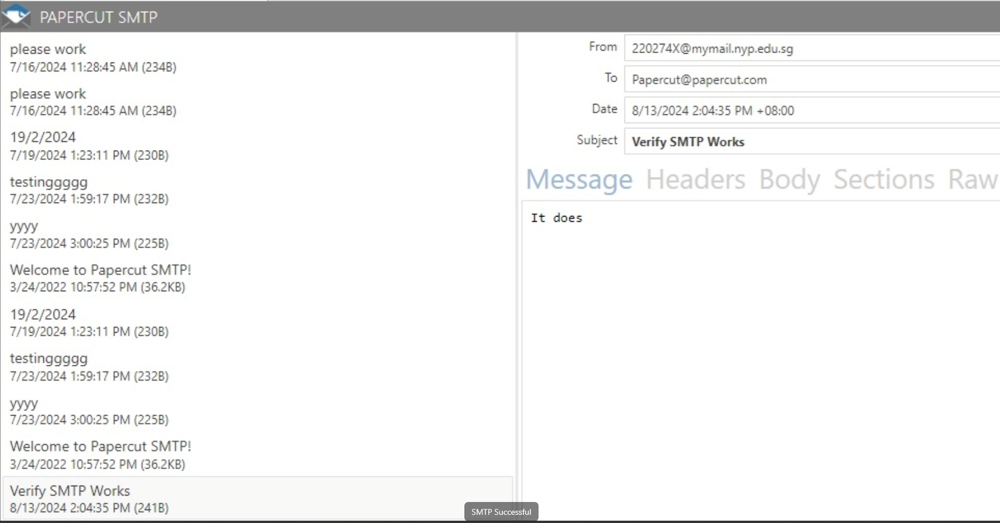 PAPERCUT SMTP
please work
7/16/2024 11:28:45 AM (234B)
please work
7/16/2024 11:28:45 AM (234B)
19/2/2024
7/19/2024 1:23:11 PM (230B)
testinggggg
7/23/2024 1:59:17 PM (232B)
yyyy
7/23/2024 3:00:25 PM (225B)
Welcome to Papercut SMTP!
3/24/2022 10:57:52 PM (36.2KB)
19/2/2024
7/19/2024 1:23:11 PM (230B)
testinggggg
7/23/2024 1:59:17 PM (232B)
yyyy
7/23/2024 3:00:25 PM (225B)
Welcome to Papercut SMTP!
3/24/2022 10:57:52 PM (36.2KB)
Verify SMTP Works
8/13/2024 2:04:35 PM (241B)
From 220274X@mymail.nyp.edu.sg
To Papercut@papercut.com
Date 8/13/2024 2:04:35 PM +08:00
Subject Verify SMTP Works
Message Headers Body Sections Raw
It does
SMTP Successful